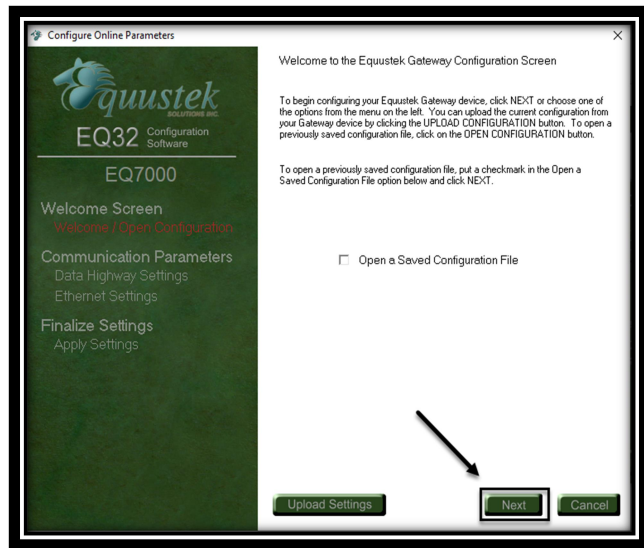 Configure Online Parameters
Equustek
SOLUTIONS INC.
EQ32 Configuration
Software
EQ7000
Welcome Screen
Welcome / Open Configuration
Communication Parameters
Data Highway Settings
Ethernet Settings
Finalize Settings
Apply Settings
Welcome to the Equustek Gateway Configuration Screen
To begin configuring your Equustek Gateway device, click NEXT or choose one of
the options from the menu on the left. You can upload the current configuration from
your Gateway device by clicking the UPLOAD CONFIGURATION button. To open a
previously saved configuration file, click on the OPEN CONFIGURATION button.
To open a previously saved configuration file, put a checkmark in the Open a
Saved Configuration File option below and click NEXT.
Open a Saved Configuration File
Upload Settings
Next
Cancel